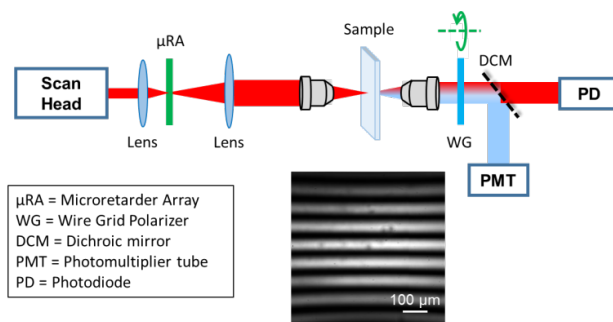 µRA
Sample
DCM
Scan
Head
PD
Lens
Lens
WG
PMT
µRA = Microretarder Array
WG = Wire Grid Polarizer
DCM = Dichroic mirror
PMT = Photomultiplier tube
PD = Photodiode
100 µm